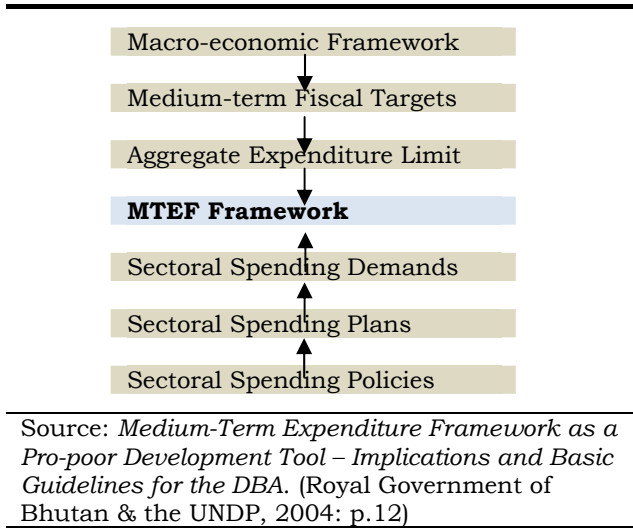 Macro-economic Framework
Medium-term Fiscal Targets
Aggregate Expenditure Limit
MTEF Framework
Sectoral Spending Demands
Sectoral Spending Plans
Sectoral Spending Policies
Source: Medium-Term Expenditure Framework as a
Pro-poor Development Tool – Implications and Basic
Guidelines for the DBA. (Royal Government of
Bhutan & the UNDP, 2004: p.12)